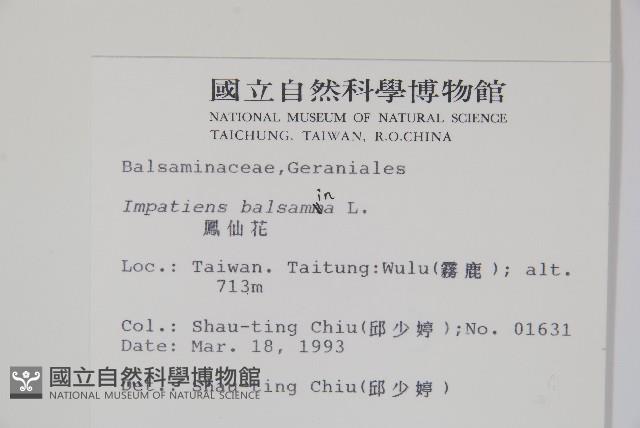 國立自然科學博物館
NATIONAL MUSEUM OF NATURAL SCIENCE
TAICHUNG, TAIWAN, R.O.CHINA
Balsaminaceae,Geraniales
Impatiens balsamina L.
鳳仙花
Loc.: Taiwan. Taitung:Wulu(霧鹿); alt.
713m
Col.: Shau-ting Chiu(邱少婷);No. 01631
Date: Mar. 18, 1993
Det.: Shau-ting Chiu(邱少婷)
國立自然科學博物館
NATIONAL MUSEUM OF NATURAL SCIENCE